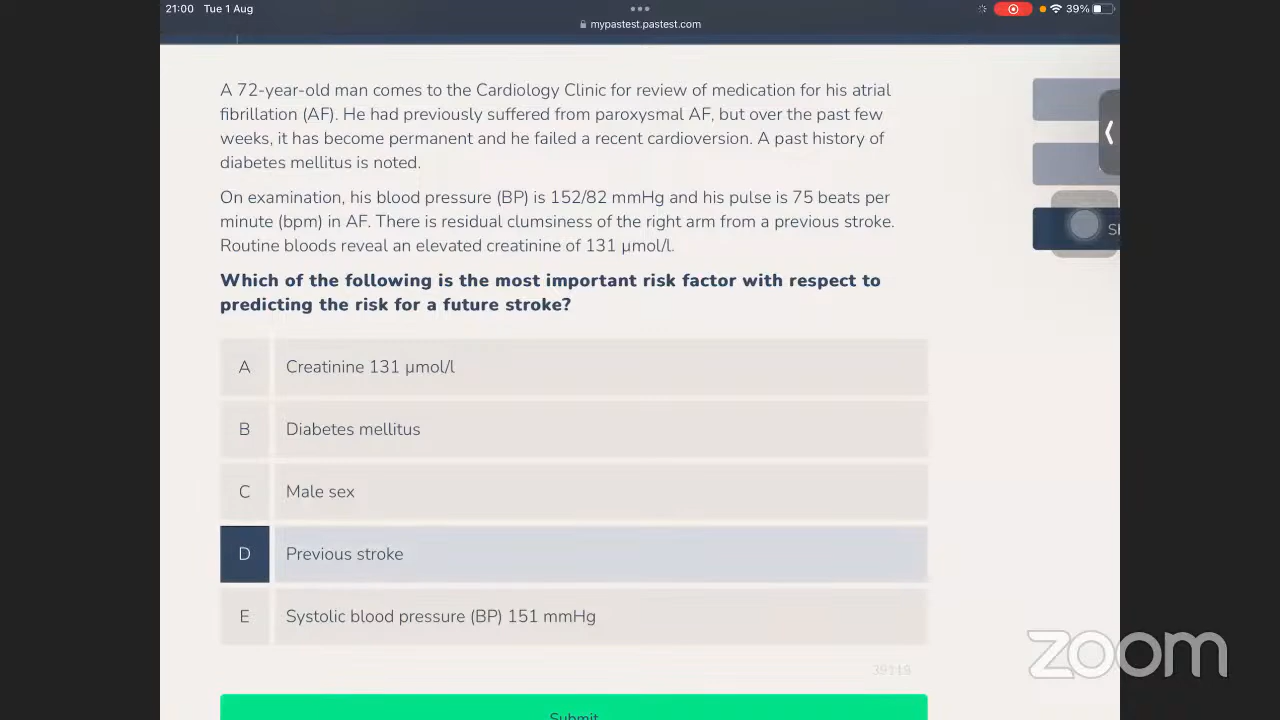 21:00 Tue 1 Aug
39%
mypastest.pastest.com
A 72-year-old man comes to the Cardiology Clinic for review of medication for his atrial
fibrillation (AF). He had previously suffered from paroxysmal AF, but over the past few
weeks, it has become permanent and he failed a recent cardioversion. A past history of
diabetes mellitus is noted.
On examination, his blood pressure (BP) is 152/82 mmHg and his pulse is 75 beats per
minute (bpm) in AF. There is residual clumsiness of the right arm from a previous stroke.
Routine bloods reveal an elevated creatinine of 131 µmol/l.
Which of the following is the most important risk factor with respect to
predicting the risk for a future stroke?
A Creatinine 131 µmol/l
B Diabetes mellitus
C Male sex
D Previous stroke
E Systolic blood pressure (BP) 151 mmHg
39118
Submit
zoom